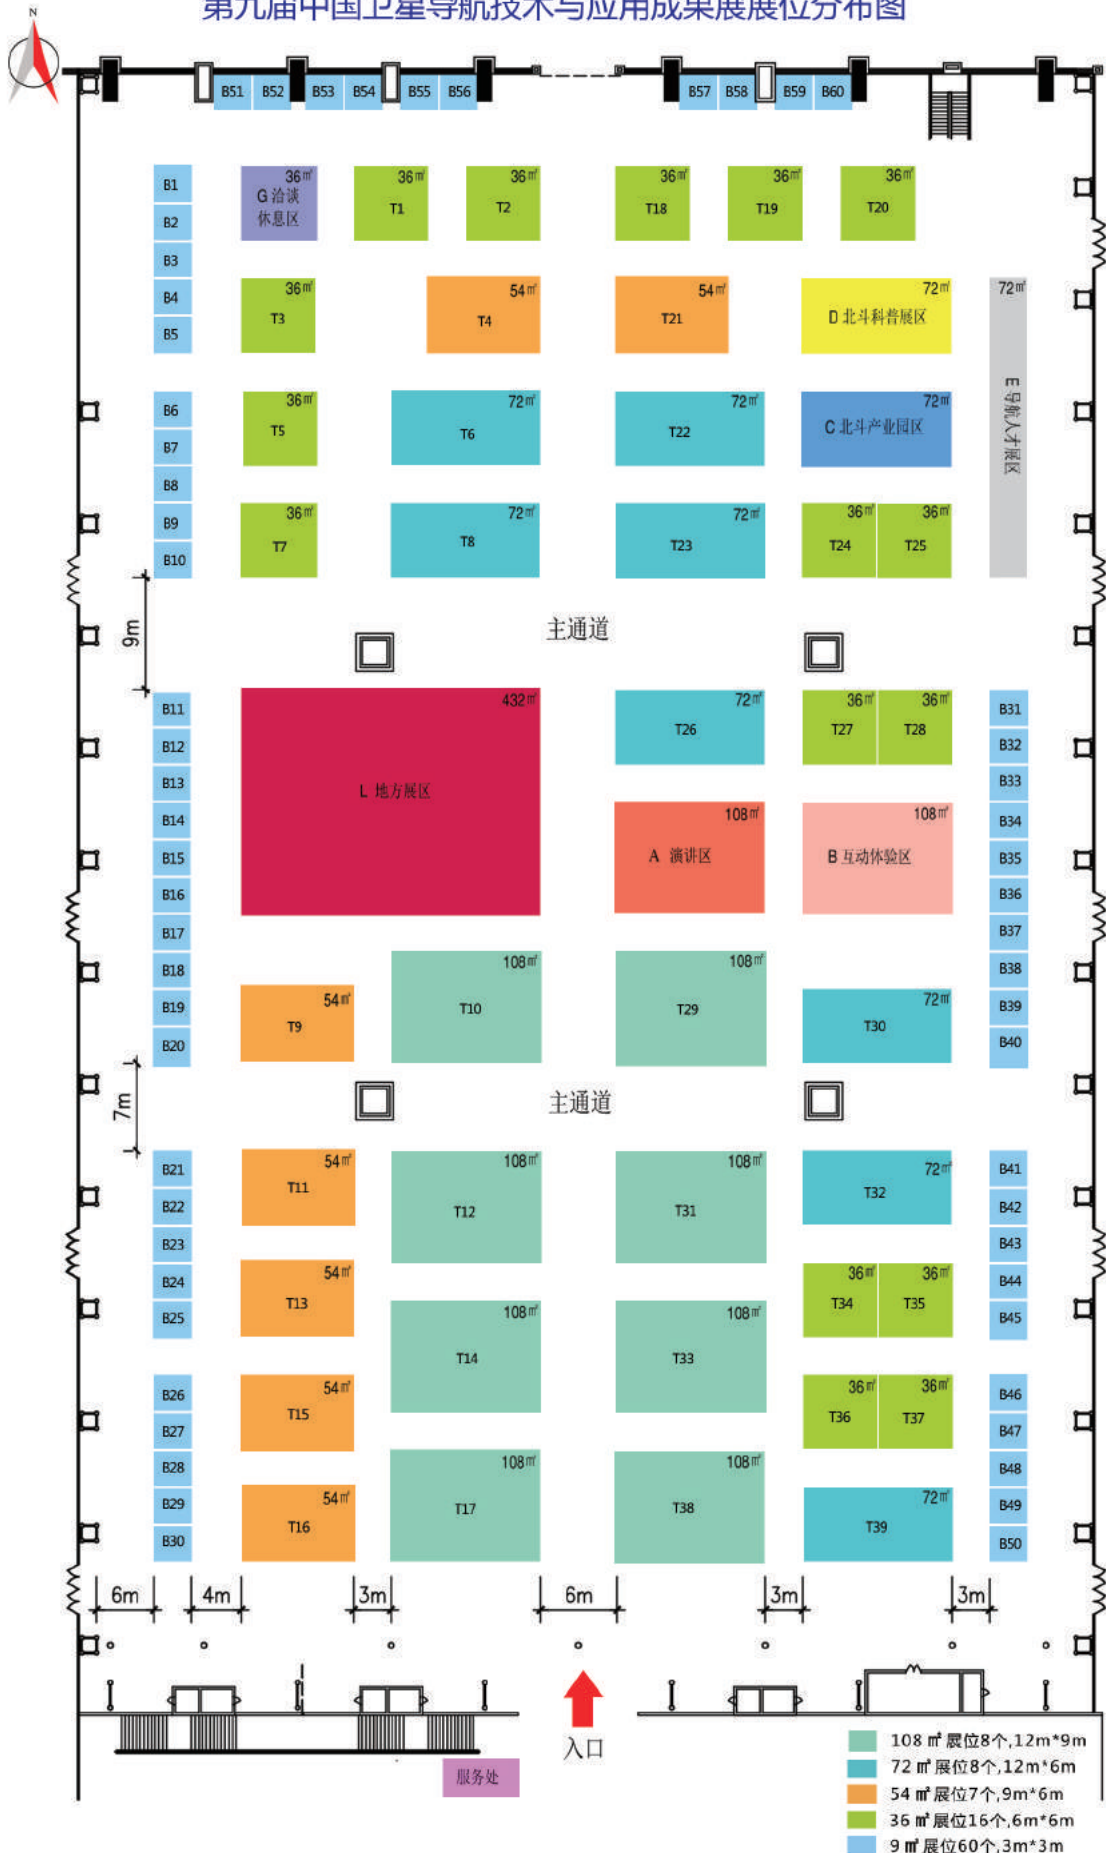 第九届中国卫星导航技术与应用成果展展位分布图
N
B51 B52 B53 B54 B55 B56 B57 B58 B59 B60
B1 36㎡ 36㎡ 36㎡ 36㎡ 36㎡ 36㎡
G 洽谈
休息区
T1 T2 T18 T19 T20
B2
B3
B4 36㎡ 54㎡ 54㎡ 72㎡ 72㎡
T3 T4 T21 D 北斗科普展区
B5
E 导航人才展区
B6 36㎡ 72㎡ 72㎡ 72㎡
T5 T6 T22 C 北斗产业园区
B7
B8
B9 36㎡ 72㎡ 72㎡ 36㎡ 36㎡
T7 T8 T23 T24 T25
B10
9m
主通道
B11 432㎡ 72㎡ 36㎡ 36㎡ B31
T26 T27 T28
B12 B32
B13 B33
L 地方展区
B14 108㎡ 108㎡ B34
B15 A 演讲区 B 互动体验区 B35
B16 B36
B17 B37
B18 108㎡ 108㎡ B38
B19 54㎡ T10 T29 72㎡ B39
T9 T30
B20 B40
7m
主通道
B21 54㎡ 108㎡ 108㎡ 72㎡ B41
T11 T12 T31 T32
B22 B42
B23 B43
B24 54㎡ 36㎡ 36㎡ B44
T13 T34 T35
B25 108㎡ 108㎡ B45
T14 T33
B26 54㎡ 36㎡ 36㎡ B46
T15 T36 T37
B27 B47
B28 108㎡ 108㎡ B48
B29 54㎡ T17 T38 72㎡ B49
T16 T39
B30 B50
6m 4m 3m 6m 3m 3m
入口
服务处
108 ㎡ 展位8个,12m*9m
72 ㎡ 展位8个,12m*6m
54 ㎡ 展位7个,9m*6m
36 ㎡ 展位16个,6m*6m
9 ㎡ 展位60个,3m*3m